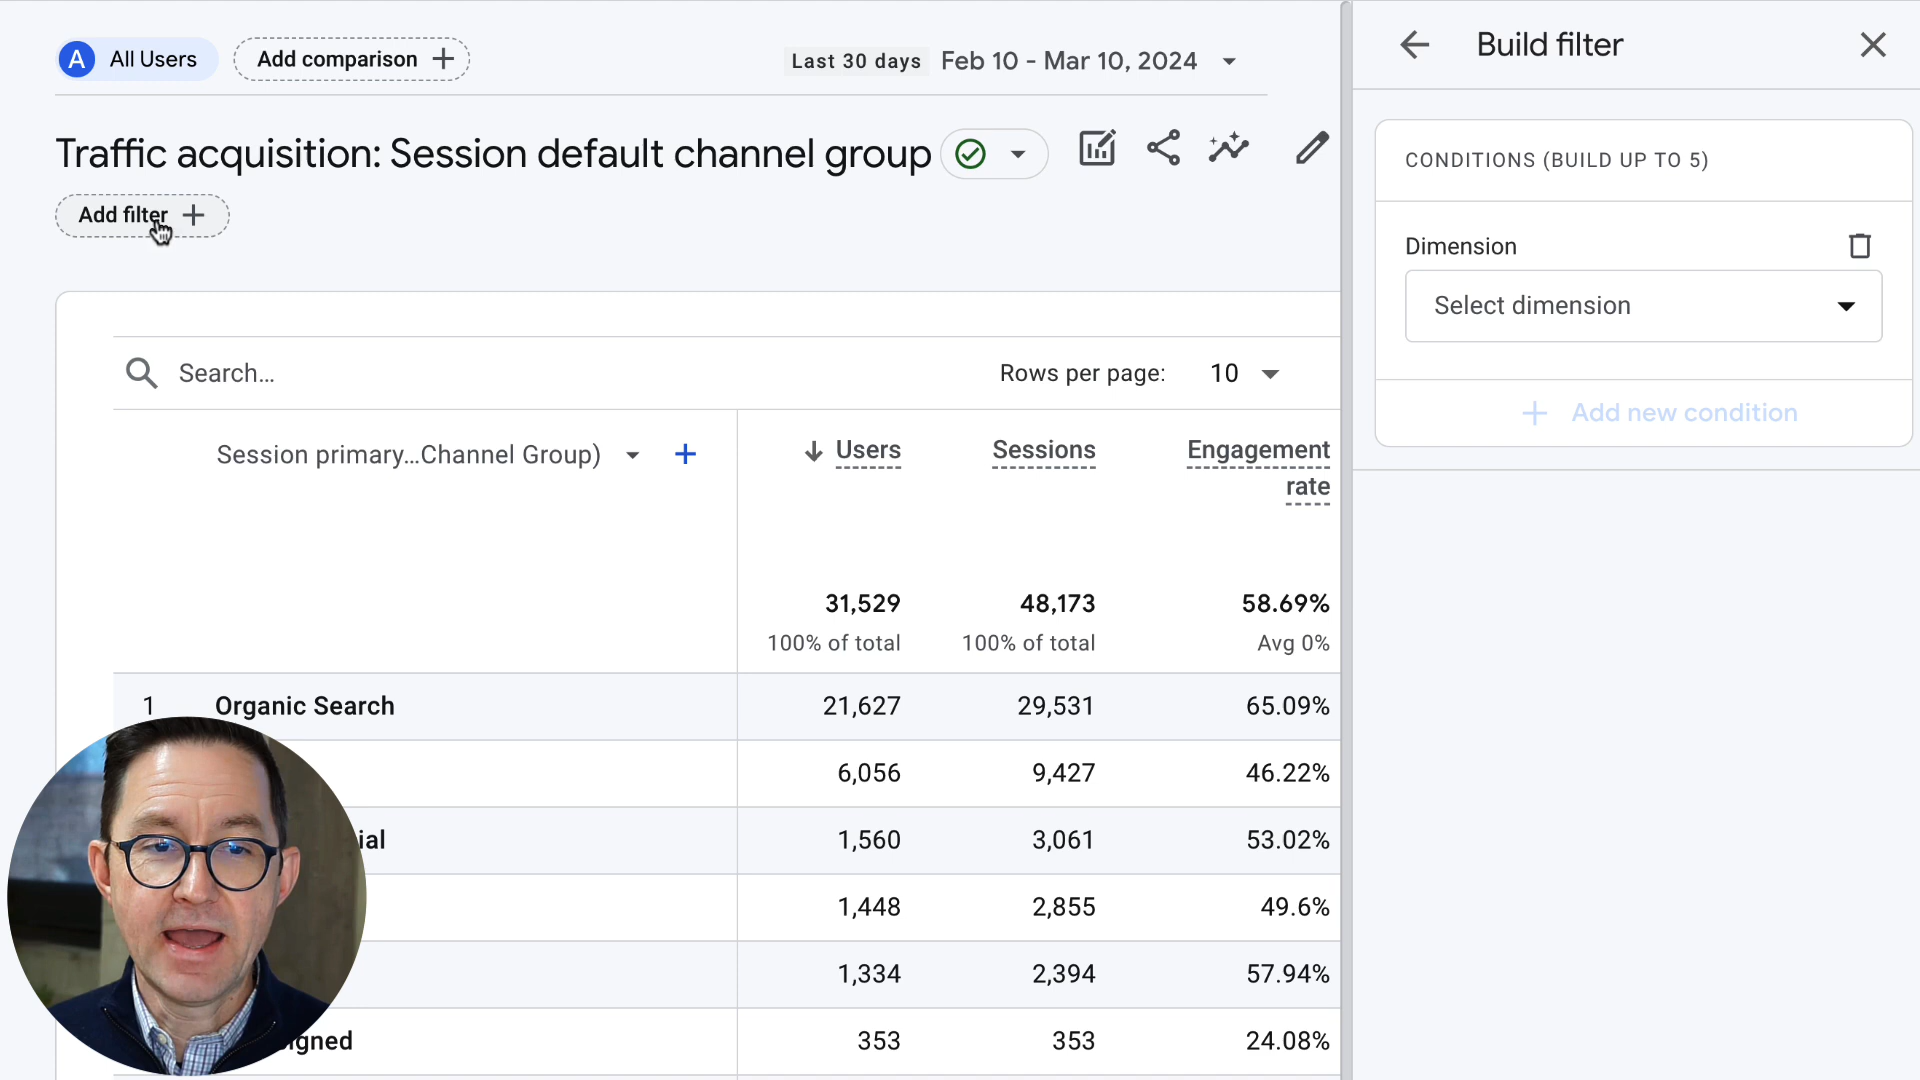 A All Users
Add comparison
Last 30 days Feb 10 - Mar 10, 2024
Traffic acquisition: Session default channel group
Add filter
Search...
Rows per page: 10
Session primary...Channel Group)
Users
Sessions
Engagement
rate
31,529 48,173 58.69%
100% of total 100% of total Avg 0%
1 Organic Search 21,627 29,531 65.09%
6,056 9,427 46.22%
1,560 3,061 53.02%
1,448 2,855 49.6%
1,334 2,394 57.94%
353 353 24.08%
Build filter
CONDITIONS (BUILD UP TO 5)
Dimension
Select dimension
Add new condition